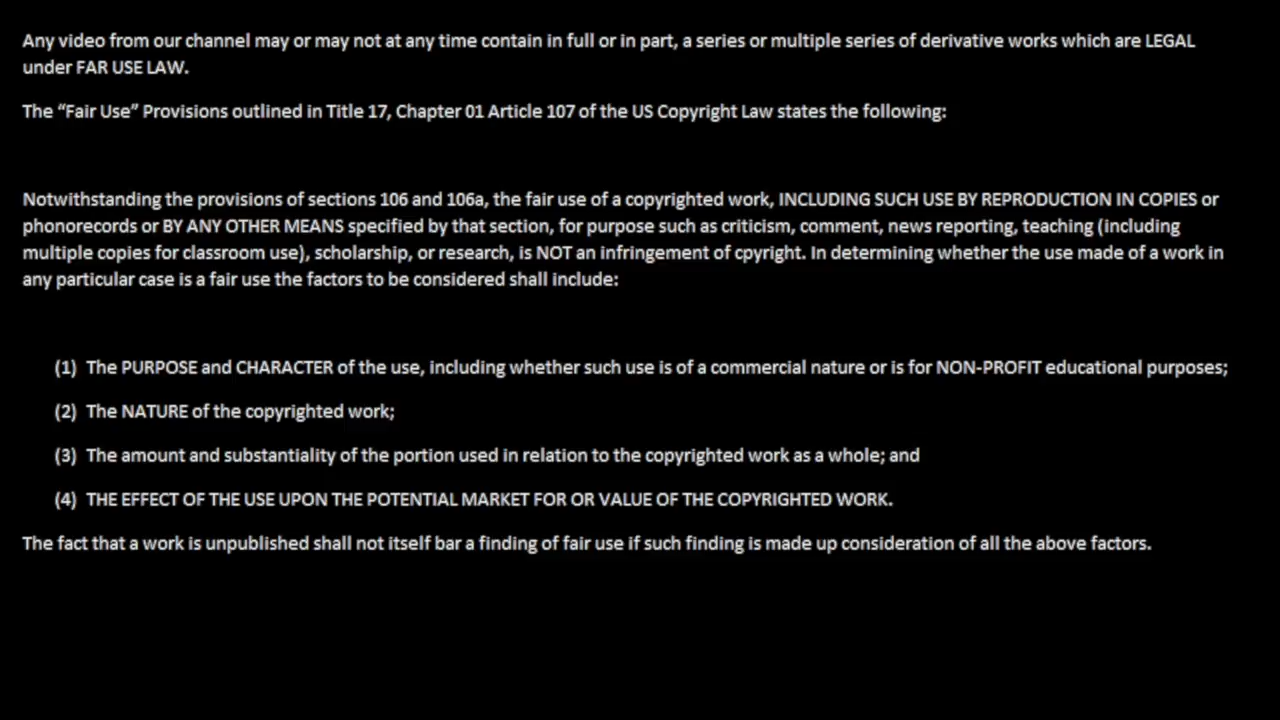 Any video from our channel may or may not at any time contain in full or in part, a series or multiple series of derivative works which are LEGAL
under FAR USE LAW.
The “Fair Use” Provisions outlined in Title 17, Chapter 01 Article 107 of the US Copyright Law states the following:
Notwithstanding the provisions of sections 106 and 106a, the fair use of a copyrighted work, INCLUDING SUCH USE BY REPRODUCTION IN COPIES or
phonorecords or BY ANY OTHER MEANS specified by that section, for purpose such as criticism, comment, news reporting, teaching (including
multiple copies for classroom use), scholarship, or research, is NOT an infringement of cpyright. In determining whether the use made of a work in
any particular case is a fair use the factors to be considered shall include:
(1) The PURPOSE and CHARACTER of the use, including whether such use is of a commercial nature or is for NON-PROFIT educational purposes;
(2) The NATURE of the copyrighted work;
(3) The amount and substantiality of the portion used in relation to the copyrighted work as a whole; and
(4) THE EFFECT OF THE USE UPON THE POTENTIAL MARKET FOR OR VALUE OF THE COPYRIGHTED WORK.
The fact that a work is unpublished shall not itself bar a finding of fair use if such finding is made up consideration of all the above factors.